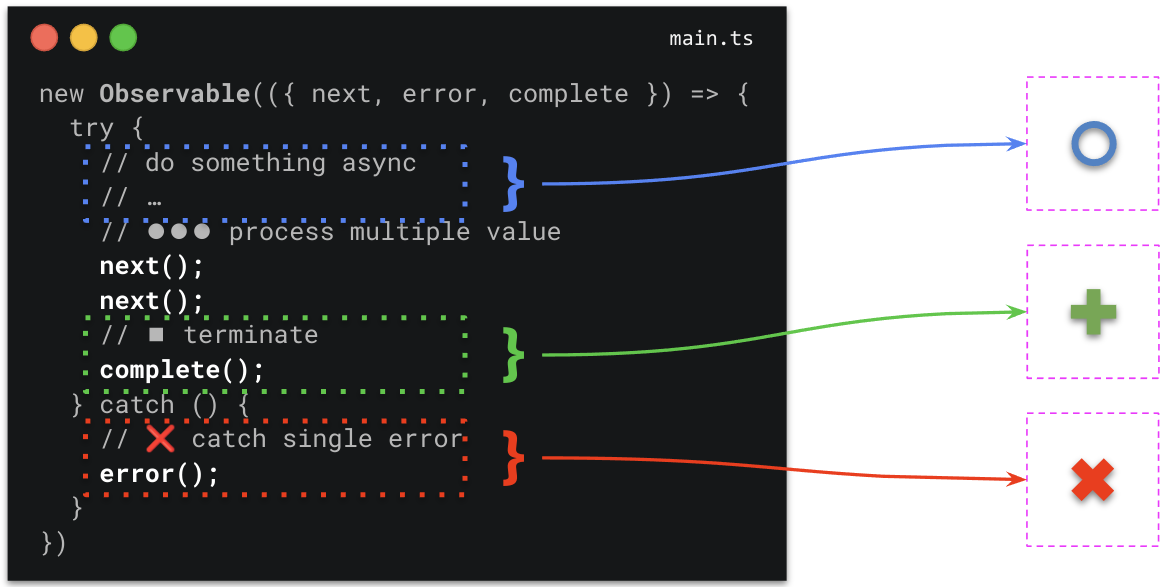 main.ts
new Observable(({ next, error, complete }) => {
try {
// do something async
// …
// ●●● process multiple value
next();
next();
// ■ terminate
complete();
} catch () {
// ❌ catch single error
error();
}
})
}
}
}